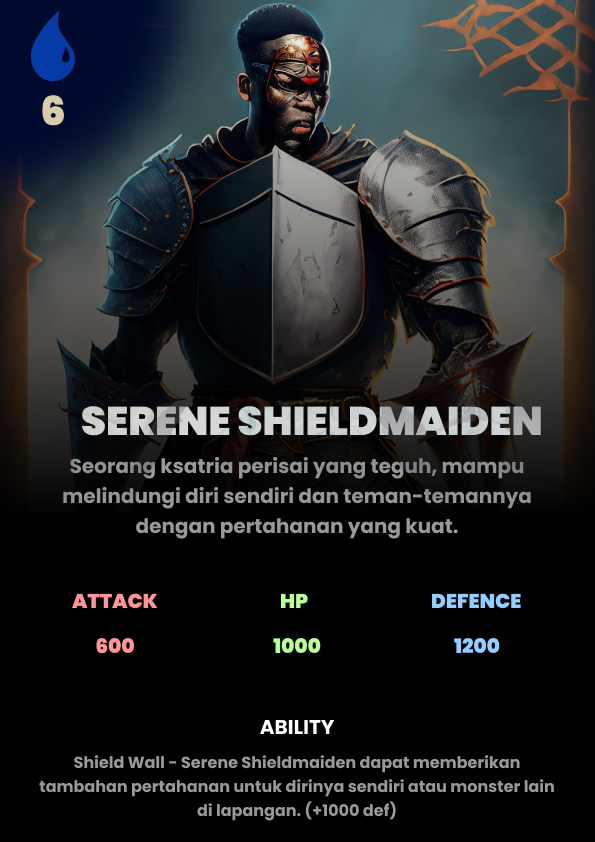 6
SERENE SHIELDMAIDEN
Seorang ksatria perisai yang teguh, mampu
melindungi diri sendiri dan teman-temannya
dengan pertahanan yang kuat.
ATTACK HP DEFENCE
600 1000 1200
ABILITY
Shield Wall - Serene Shieldmaiden dapat memberikan
tambahan pertahanan untuk dirinya sendiri atau monster lain
di lapangan. (+1000 def)